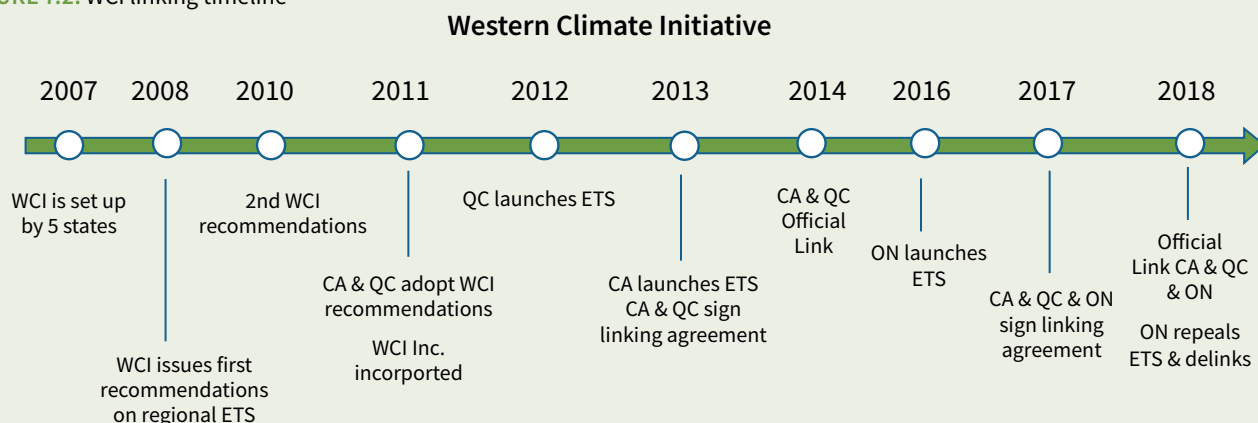 WCI linking timeline
Western Climate Initiative
2007 2008 2010 2011 2012 2013 2014 2016 2017 2018
WCI is set up
by 5 states
WCI issues first
recommendations
on regional ETS
2nd WCI
recommendations
CA & QC adopt WCI
recommendations
WCI Inc.
incorported
QC launches ETS
CA launches ETS
CA & QC sign
linking agreement
CA & QC
Official
Link
ON launches
ETS
CA & QC & ON
sign linking
agreement
Official
Link CA & QC
& ON
ON repeals
ETS & delinks